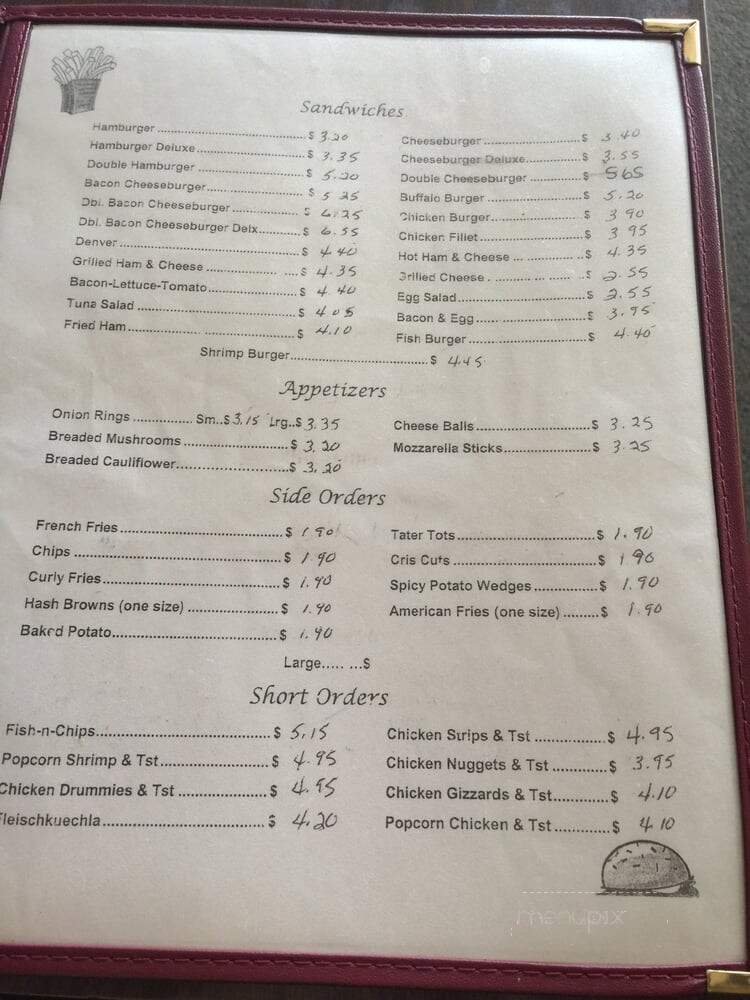 Sandwiches
Hamburger $ 3.20
Hamburger Deluxe $ 3.35
Double Hamburger $ 5.20
Bacon Cheeseburger $ 5 25
Dbl. Bacon Cheeseburger $ 6.25
Dbl. Bacon Cheeseburger Delx $ 6.55
Denver $ 4.40
Grilled Ham & Cheese $ 4.35
Bacon-Lettuce-Tomato $ 4.40
Tuna Salad $ 4.05
Fried Ham $ 4.10
Cheeseburger $ 3 40
Cheeseburger Deluxe $ 3.55
Double Cheeseburger $ 565
Buffalo Burger $ 5.20
Chicken Burger $ 3 90
Chicken Fillet $ 3 95
Hot Ham & Cheese $ 4.35
Grilled Cheese $ 2.55
Egg Salad $ 2.55
Bacon & Egg $ 3.95
Fish Burger $ 4.40
Shrimp Burger $ 4.45
Appetizers
Onion Rings Sm..$ 3.15 Lrg..$ 3.35
Breaded Mushrooms $ 3.20
Breaded Cauliflower $ 3.20
Cheese Balls $ 3.25
Mozzarella Sticks $ 3.25
Side Orders
French Fries $ 1.90
Chips $ 1.90
Curly Fries $ 1.90
Hash Browns (one size) $ 1.90
Baked Potato $ 1.90
Tater Tots $ 1.90
Cris Cuts $ 1 90
Spicy Potato Wedges $ 1.90
American Fries (one size) $ 1.90
Large..... ...$
Short Orders
Fish-n-Chips $ 5.15
Popcorn Shrimp & Tst $ 4.95
Chicken Drummies & Tst $ 4.95
Fleischkuechla $ 4.20
Chicken Strips & Tst $ 4.95
Chicken Nuggets & Tst $ 3.95
Chicken Gizzards & Tst $ 4.10
Popcorn Chicken & Tst $ 4 10
menupix